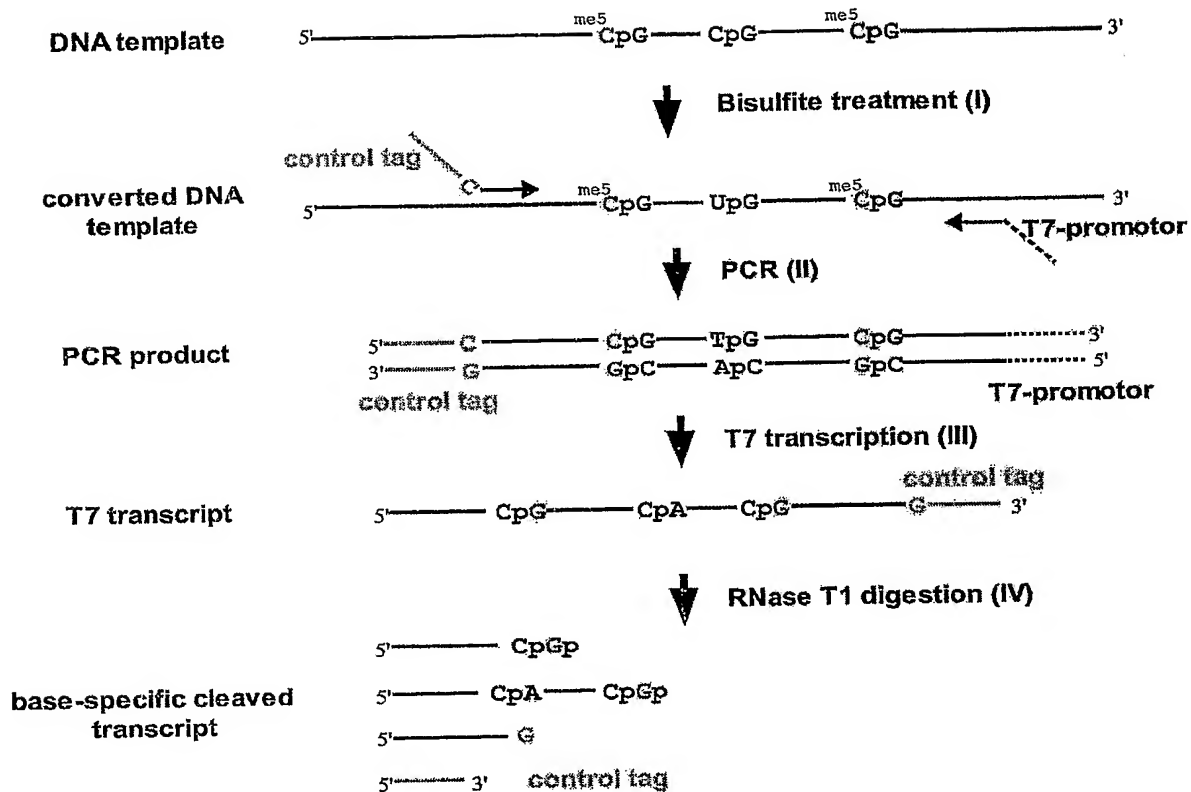 me5 me5
DNA template 5' CpG CpG CpG 3'
Bisulfite treatment (I)
control tag
C me5 me5
converted DNA template 5' CpG UpG CpG 3'
T7-promotor
PCR (II)
5' C CpG TpG CpG 3'
PCR product
3' G GpC ApC GpC 5'
control tag T7-promotor
T7 transcription (III)
control tag
T7 transcript 5' CpG CpA CpG G 3'
RNase T1 digestion (IV)
5' CpGp
base-specific cleaved transcript 5' CpA CpGp
5' G
5' 3' control tag